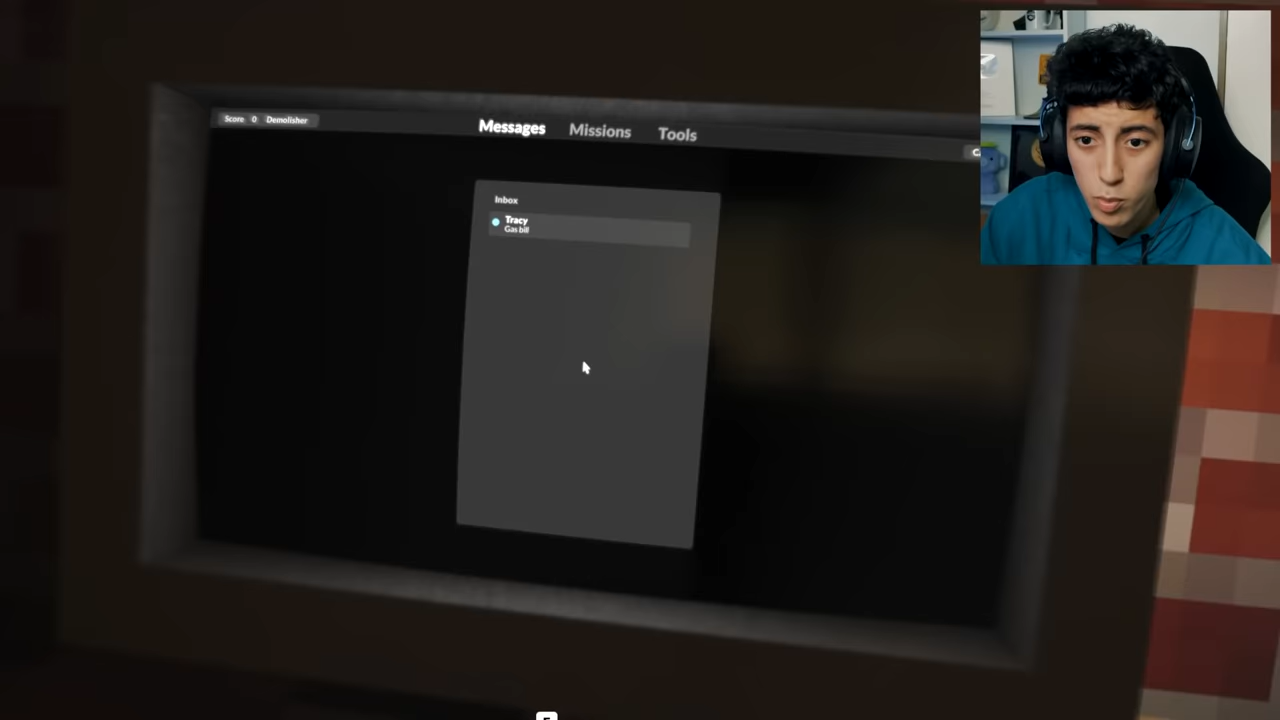 Score 0 Demolisher
Messages Missions Tools
Inbox
Tracy
Gas bill